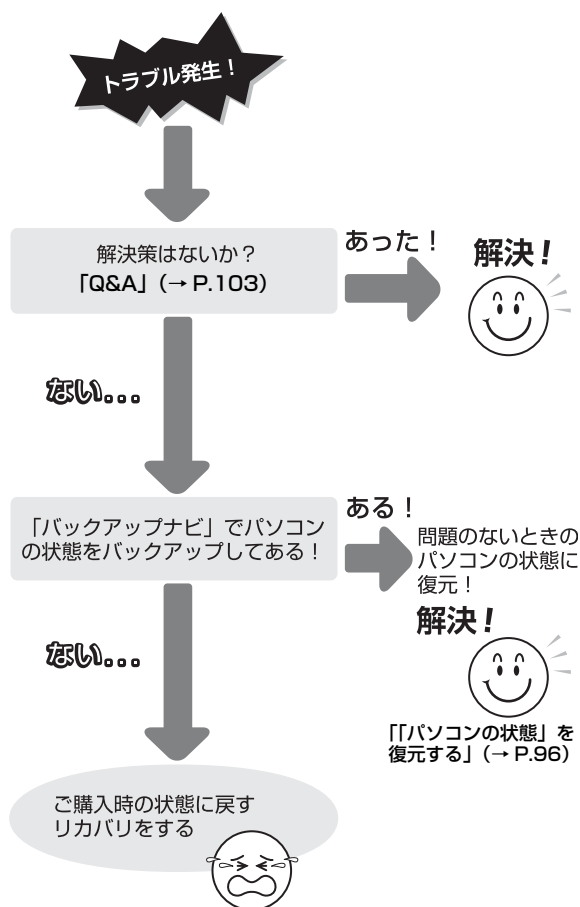 トラブル発生！
解決策はないか？
「Q&A」（→ P.103）
あった！
解決！
ない...
「バックアップナビ」でパソコン
の状態をバックアップしてある！
ある！
問題のないときの
パソコンの状態に
復元！
解決！
「「パソコンの状態」を
復元する」（→ P.96）
ない...
ご購入時の状態に戻す
リカバリをする